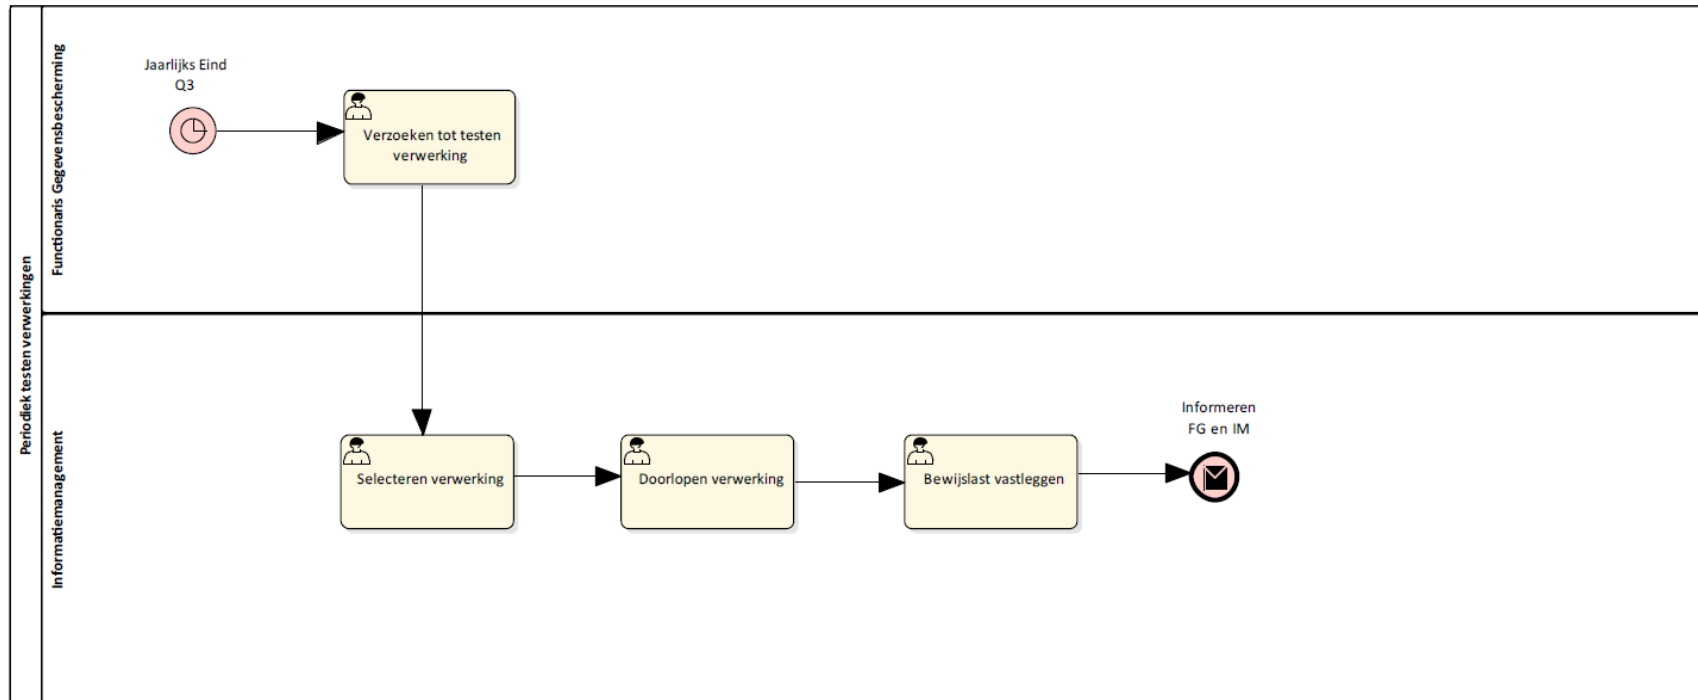 Periodiek testen verwerkingen
Functionaris Gegevensbescherming
Jaarlijks Eind
Q3
Verzoeken tot testen
verwerking
Informatiemanagement
Selecteren verwerking
Doorlopen verwerking
Bewijslast vastleggen
Informeren
FG en IM